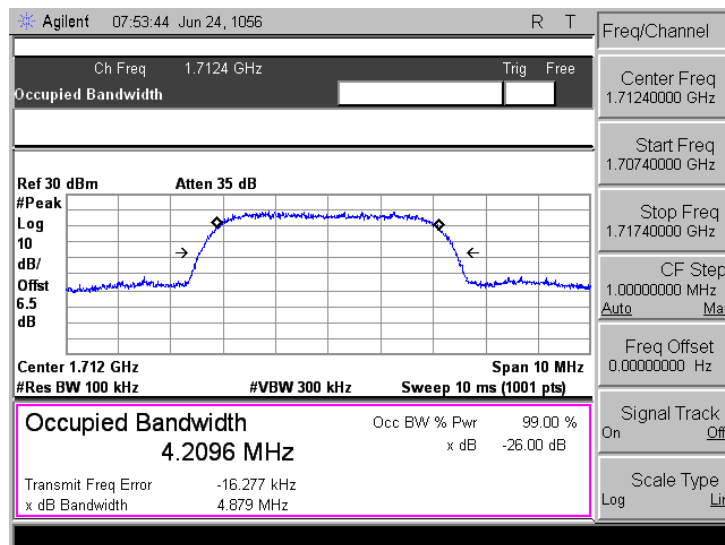 Agilent 07:53:44 Jun 24, 1056 R T
Freq/Channel
Ch Freq 1.7124 GHz Trig Free
Occupied Bandwidth
Center Freq
1.71240000 GHz
Start Freq
1.70740000 GHz
Stop Freq
1.71740000 GHz
CF Step
1.00000000 MHz
Auto Ma
Freq Offset
0.00000000 Hz
Signal Track
On Off
Scale Type
Log Lin
Ref 30 dBm Atten 35 dB
#Peak
Log
10
dB/
Offst
6.5
dB
Center 1.712 GHz Span 10 MHz
#Res BW 100 kHz #VBW 300 kHz Sweep 10 ms (1001 pts)
Occupied Bandwidth
4.2096 MHz
Occ BW % Pwr 99.00 %
x dB -26.00 dB
Transmit Freq Error -16.277 kHz
x dB Bandwidth 4.879 MHz